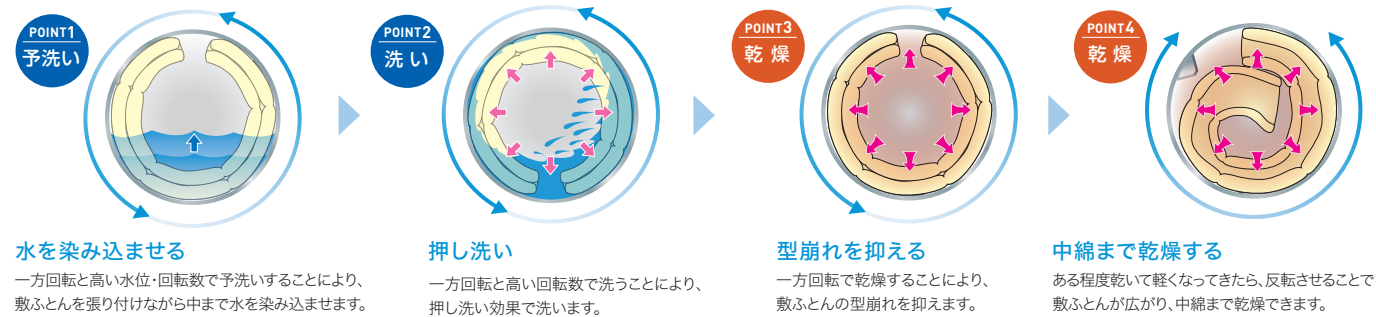 POINT1
予洗い
水を染み込ませる
一方回転と高い水位・回転数で予洗いすることにより、
敷ふとんを張り付けながら中まで水を染み込ませます。
POINT2
洗い
押し洗い
一方回転と高い回転数で洗うことにより、
押し洗い効果で洗います。
POINT3
乾燥
型崩れを抑える
一方回転で乾燥することにより、
敷ふとんの型崩れを抑えます。
POINT4
乾燥
中綿まで乾燥する
ある程度乾いて軽くなってきたら、反転させることで
敷ふとんが広がり、中綿まで乾燥できます。